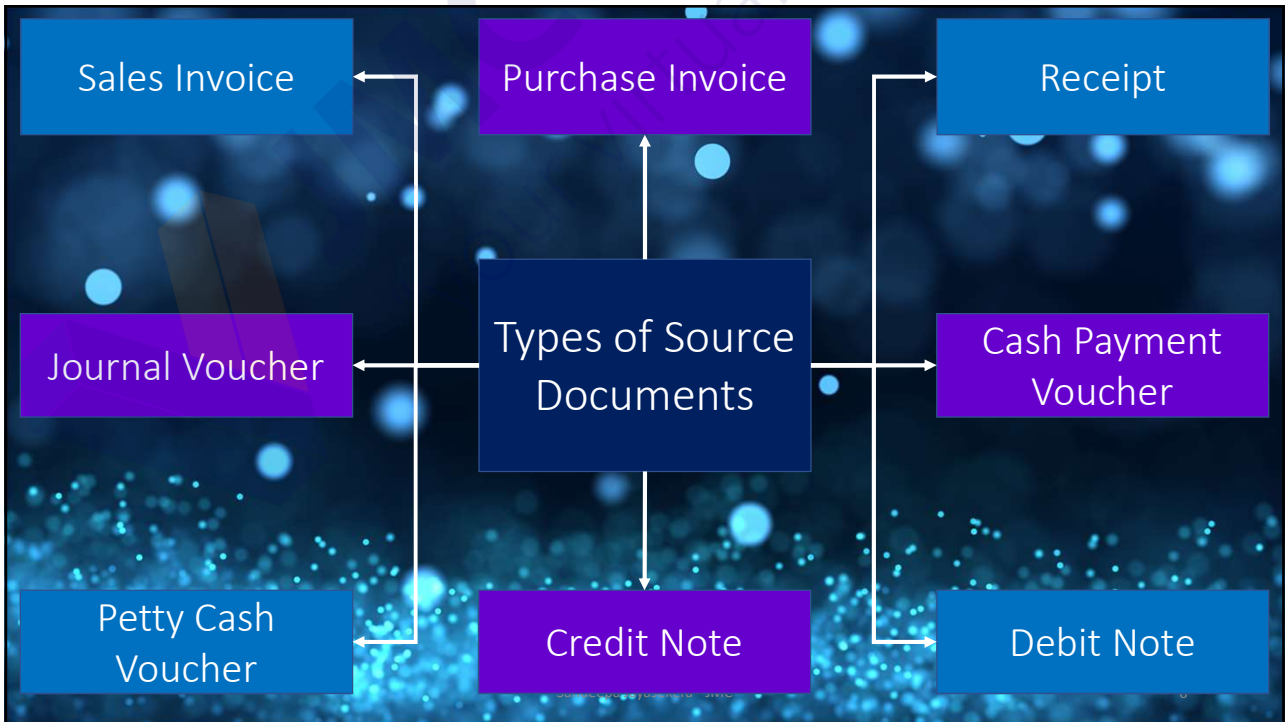 Sales Invoice
Purchase Invoice
Receipt
Journal Voucher
Types of Source
Documents
Cash Payment
Voucher
Petty Cash
Voucher
Credit Note
Debit Note